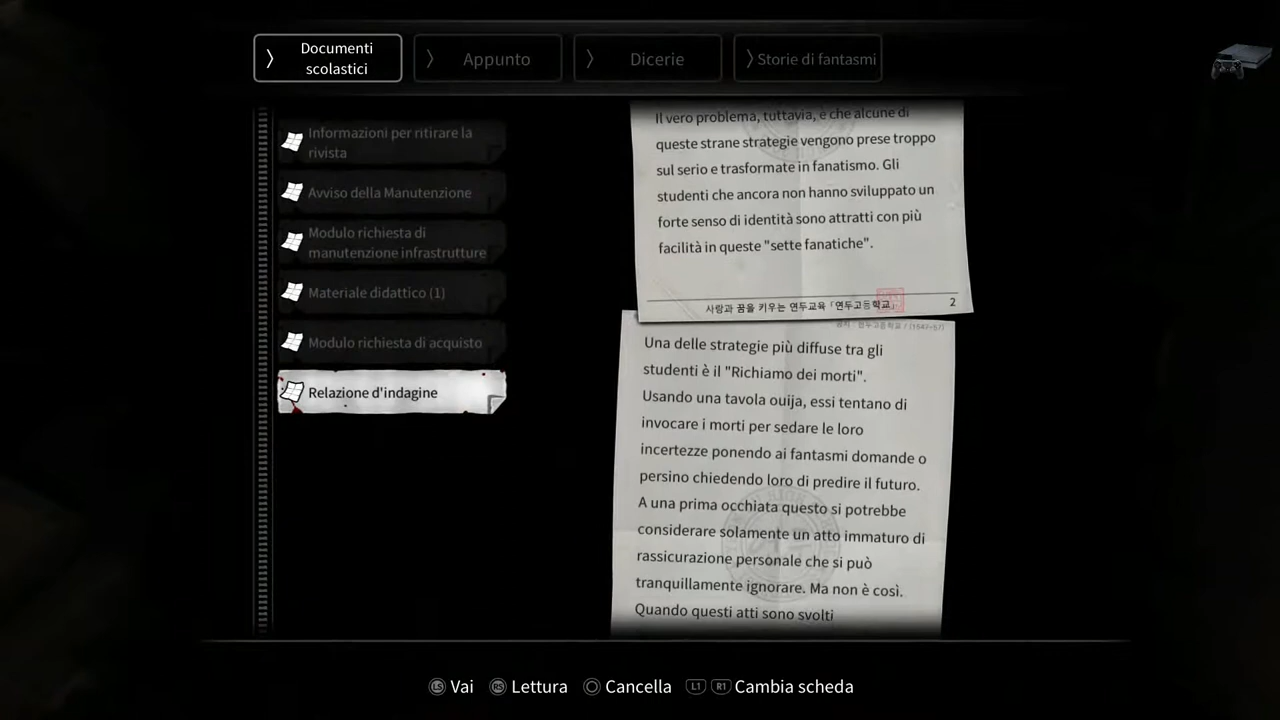 Documenti
scolastici
Appunto
Dicerie
Storie di fantasmi
Informazioni per ritirare la
rivista
Avviso della Manutenzione
Modulo richiesta di
manutenzione infrastrutture
Materiale didattico (1)
Modulo richiesta di acquisto
Relazione d'indagine
Il vero problema, tuttavia, è che alcune di
queste strane strategie vengono prese troppo
sul serio e trasformate in fanatismo. Gli
studenti che ancora non hanno sviluppato un
forte senso di identità sono attratti con più
facilità in queste "sette fanatiche".
사랑과 꿈을 키우는 연두교육 「연두고등학교」
2
Una delle strategie più diffuse tra gli
studenti è il "Richiamo dei morti".
Usando una tavola ouija, essi tentano di
invocare i morti per sedare le loro
incertezze ponendo ai fantasmi domande o
persino chiedendo loro di predire il futuro.
A una prima occhiata questo si potrebbe
considerare solamente un atto immaturo di
rassicurazione personale che si può
tranquillamente ignorare. Ma non è così.
Quando questi atti sono svolti
LS Vai
RS Lettura
Cancella
L1 R1 Cambia scheda